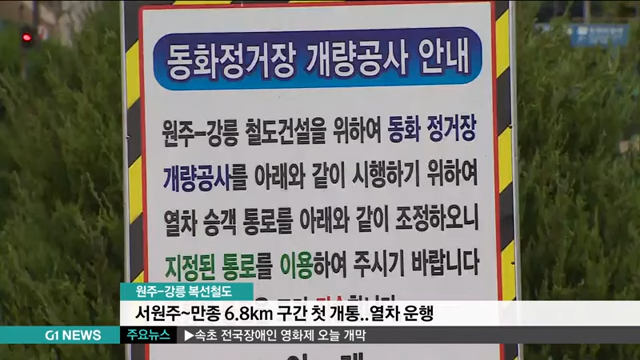 동화정거장 개량공사 안내
원주-강릉 철도건설을 위하여 동화 정거장
개량공사를 아래와 같이 시행하기 위하여
열차 승객 통로를 아래와 같이 조정하오니
지정된 통로를 이용하여 주시기 바랍니다
원주-강릉 복선철도
서원주~만종 6.8km 구간 첫 개통..열차 운행
G1 NEWS 주요뉴스 ▶속초 전국장애인 영화제 오늘 개막